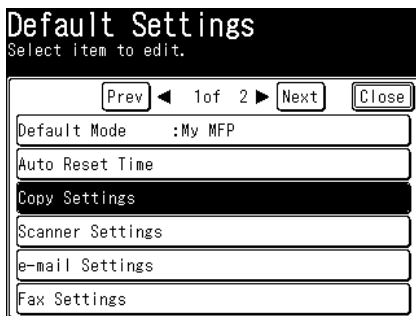 Default Settings
Select item to edit.
Prev ◀ 1of 2 ▶ Next Close
Default Mode :My MFP
Auto Reset Time
Copy Settings
Scanner Settings
e-mail Settings
Fax Settings